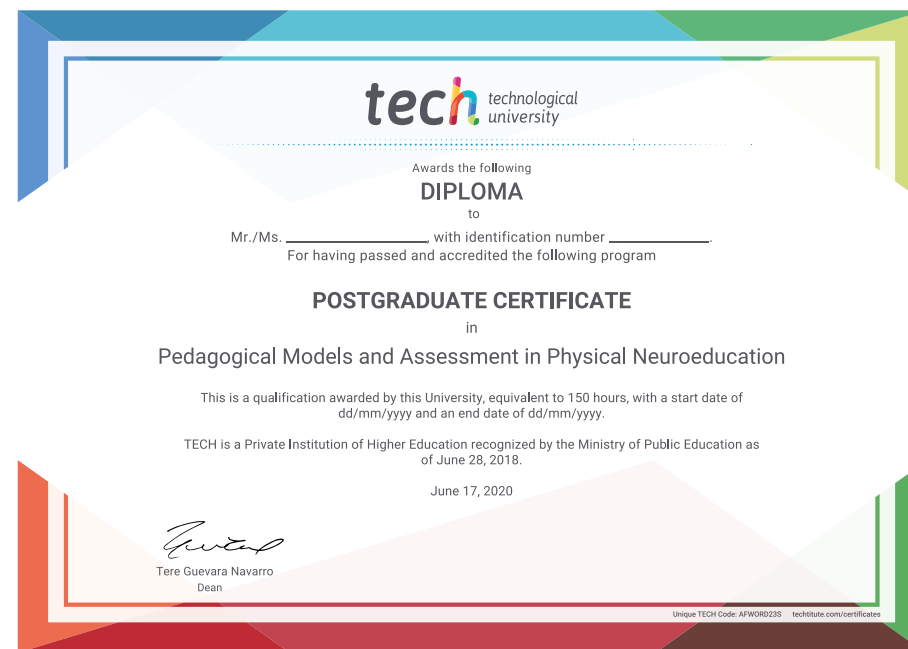 tech technological
university
Awards the following
DIPLOMA
to
Mr./Ms. ____________, with identification number ____________.
For having passed and accredited the following program
POSTGRADUATE CERTIFICATE
in
Pedagogical Models and Assessment in Physical Neuroeducation
This is a qualification awarded by this University, equivalent to 150 hours, with a start date of
dd/mm/yyyy and an end date of dd/mm/yyyy.
TECH is a Private Institution of Higher Education recognized by the Ministry of Public Education as
of June 28, 2018.
June 17, 2020
Tere Guevara Navarro
Dean
Unique TECH Code: AFWORD23S techtitute.com/certificates